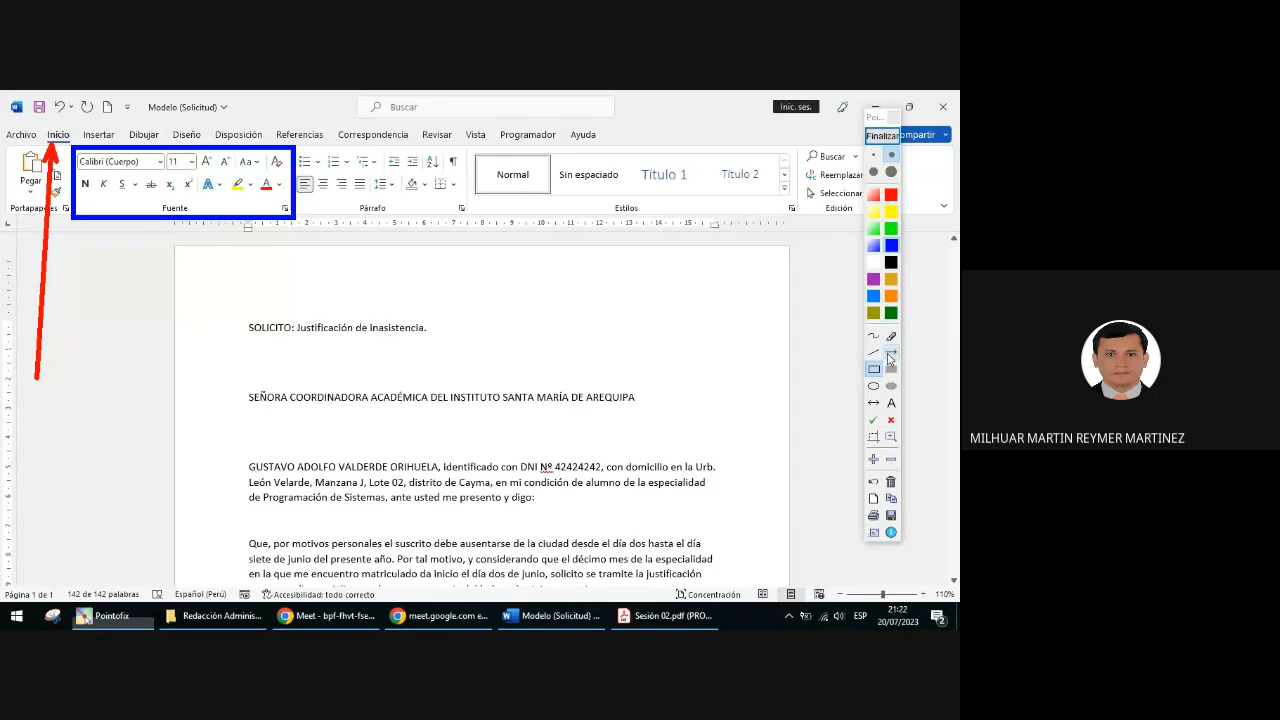 Modelo (Solicitud)
Buscar
Inic. ses.
Poi...
Finalizar
Archivo Inicio Insertar Dibujar Diseño Disposición Referencias Correspondencia Revisar Vista Programador Ayuda
ompartir
Pegar
Portapapeles
Calibri (Cuerpo) 11
Fuente
Párrafo
Normal
Sin espaciado
Título 1
Título 2
Estilos
Buscar
Reemplazar
Seleccionar
Edición
SOLICITO: Justificación de inasistencia.
SEÑORA COORDINADORA ACADÉMICA DEL INSTITUTO SANTA MARÍA DE AREQUIPA
GUSTAVO ADOLFO VALDERDE ORIHUELA, identificado con DNI Nº 42424242, con domicilio en la Urb.
León Velarde, Manzana J, Lote 02, distrito de Cayma, en mi condición de alumno de la especialidad
de Programación de Sistemas, ante usted me presento y digo:
Que, por motivos personales el suscrito debe ausentarse de la ciudad desde el día dos hasta el día
siete de junio del presente año. Por tal motivo, y considerando que el décimo mes de la especialidad
en la que me encuentro matriculado da inicio el día dos de junio, solicito se tramite la justificación
Página 1 de 1 142 de 142 palabras Español (Perú) Accesibilidad: todo correcto Concentración 110%
Pointofix
Redacción Adminis...
Meet - bpf-fhvt-fse...
meet.google.com e...
Modelo (Solicitud) ...
Sesión 02.pdf (PRO...
ESP
21:22
20/07/2023
MILHUAR MARTIN REYMER MARTINEZ